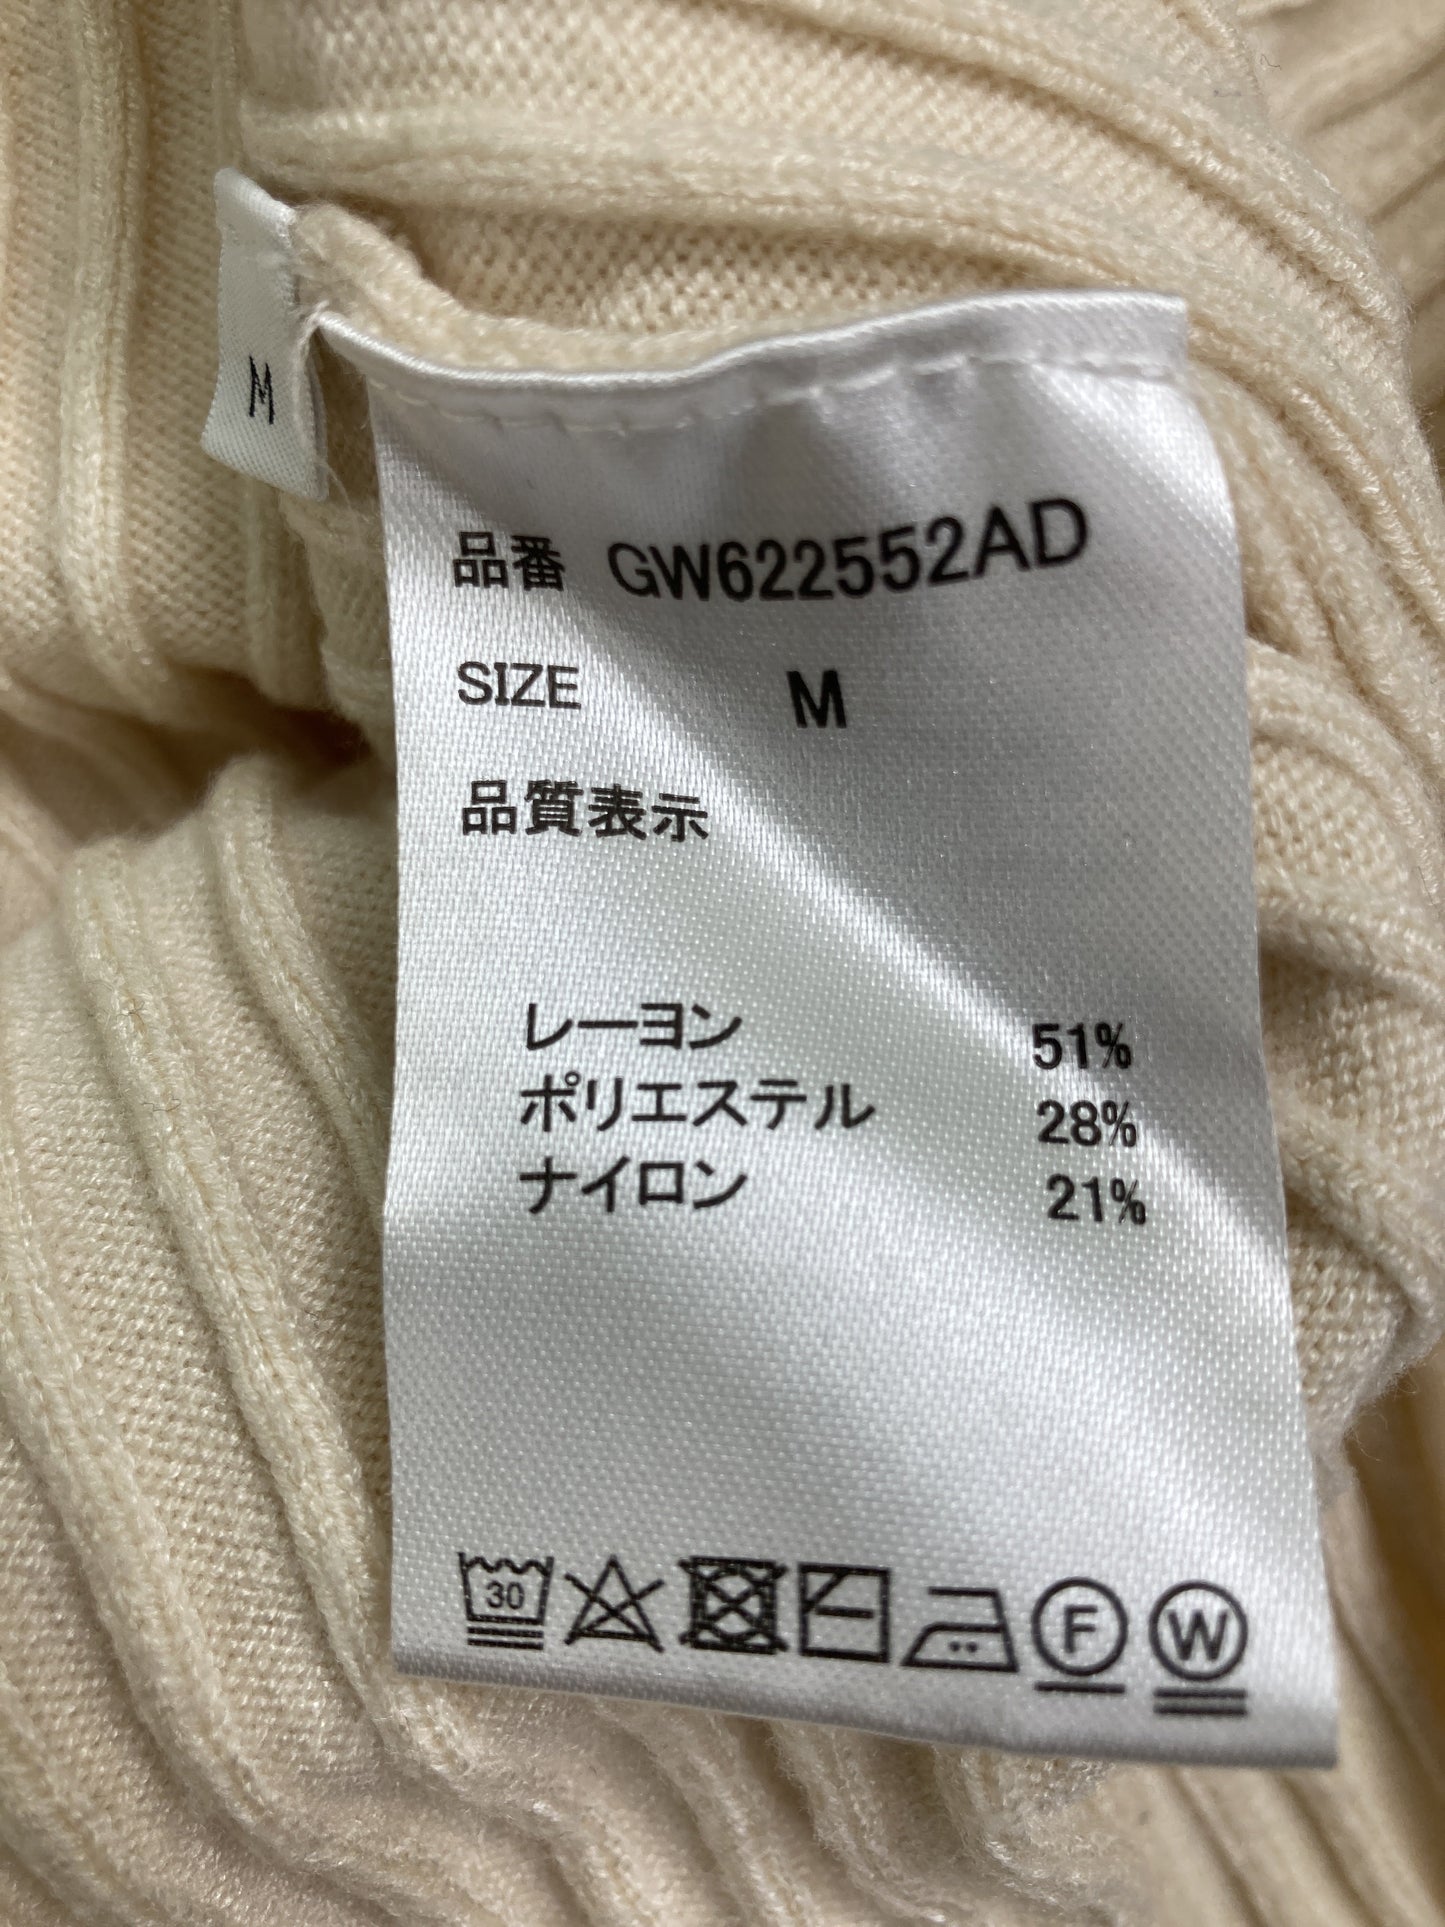 M
品番 GW622552AD
SIZE M
品質表示
レーヨン 51%
ポリエステル 28%
ナイロン 21%
30 F W